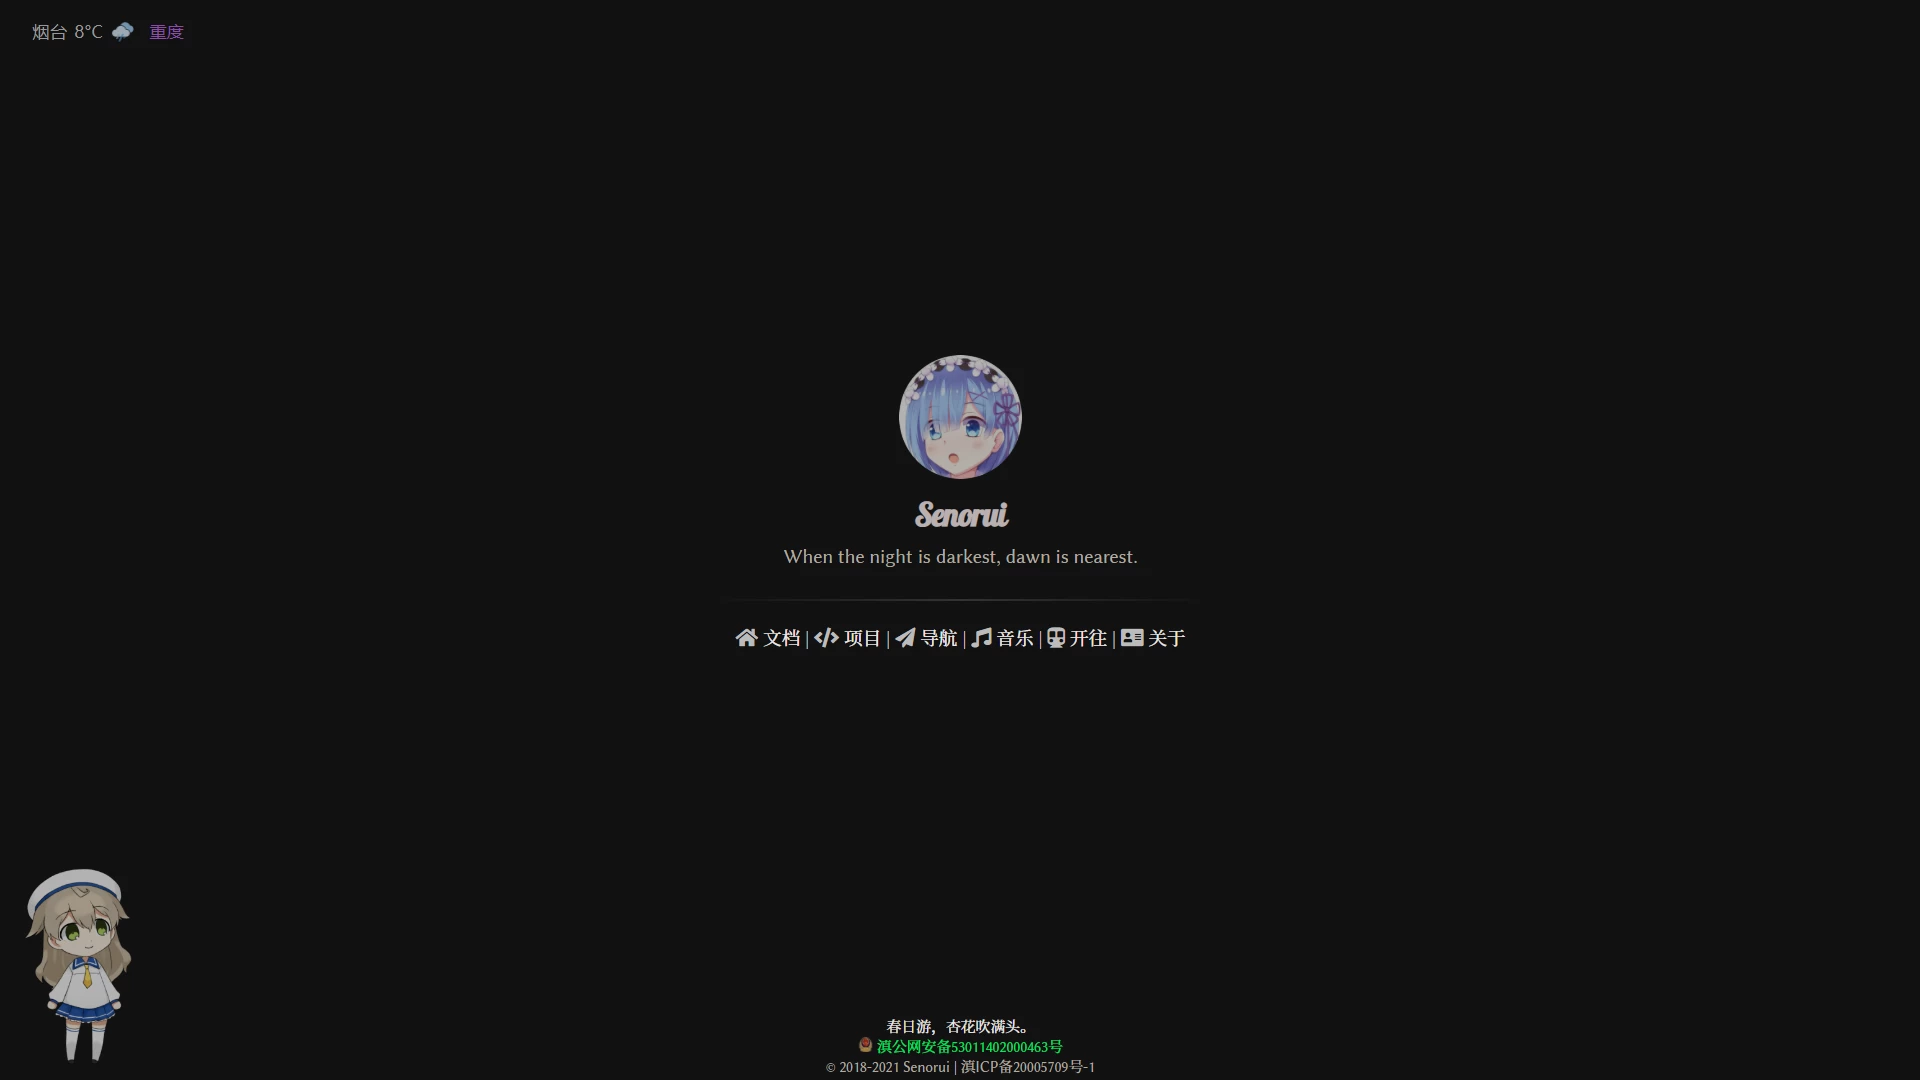 烟台 8°C 重度
Senorui
When the night is darkest, dawn is nearest.
文档 | 项目 | 导航 | 音乐 | 开往 | 关于
春日游，杏花吹满头。
滇公网安备53011402000463号
© 2018-2021 Senorui | 滇ICP备20005709号-1